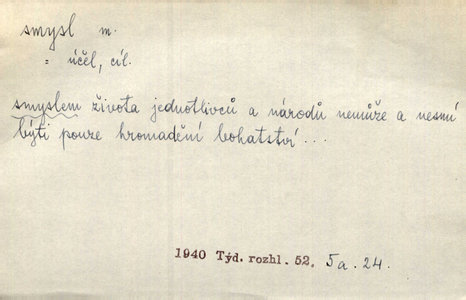 smysl m.
= účel, cíl.
smyslem života jednotlivců a národů nemůže a nesmí
býti pouze hromadění bohatství...
1940 Týd. rozhl. 52. 5a. 24.